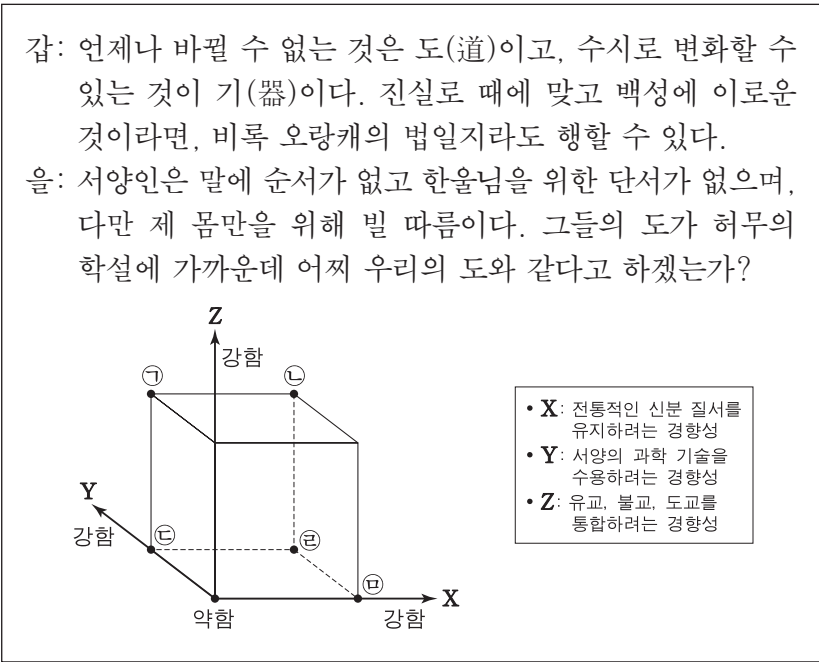 갑: 언제나 바뀔 수 없는 것은 도(道)이고, 수시로 변화할 수
있는 것이 기(器)이다. 진실로 때에 맞고 백성에 이로운
것이라면, 비록 오랑캐의 법일지라도 행할 수 있다.
을: 서양인은 말에 순서가 없고 한울님을 위한 단서가 없으며,
다만 제 몸만을 위해 빌 따름이다. 그들의 도가 허무의
학설에 가까운데 어찌 우리의 도와 같다고 하겠는가?
Z
강함
㉠
㉡
Y
강함
㉢
㉣
㉤
X
약함
강함
• X: 전통적인 신분 질서를
유지하려는 경향성
• Y: 서양의 과학 기술을
수용하려는 경향성
• Z: 유교, 불교, 도교를
통합하려는 경향성